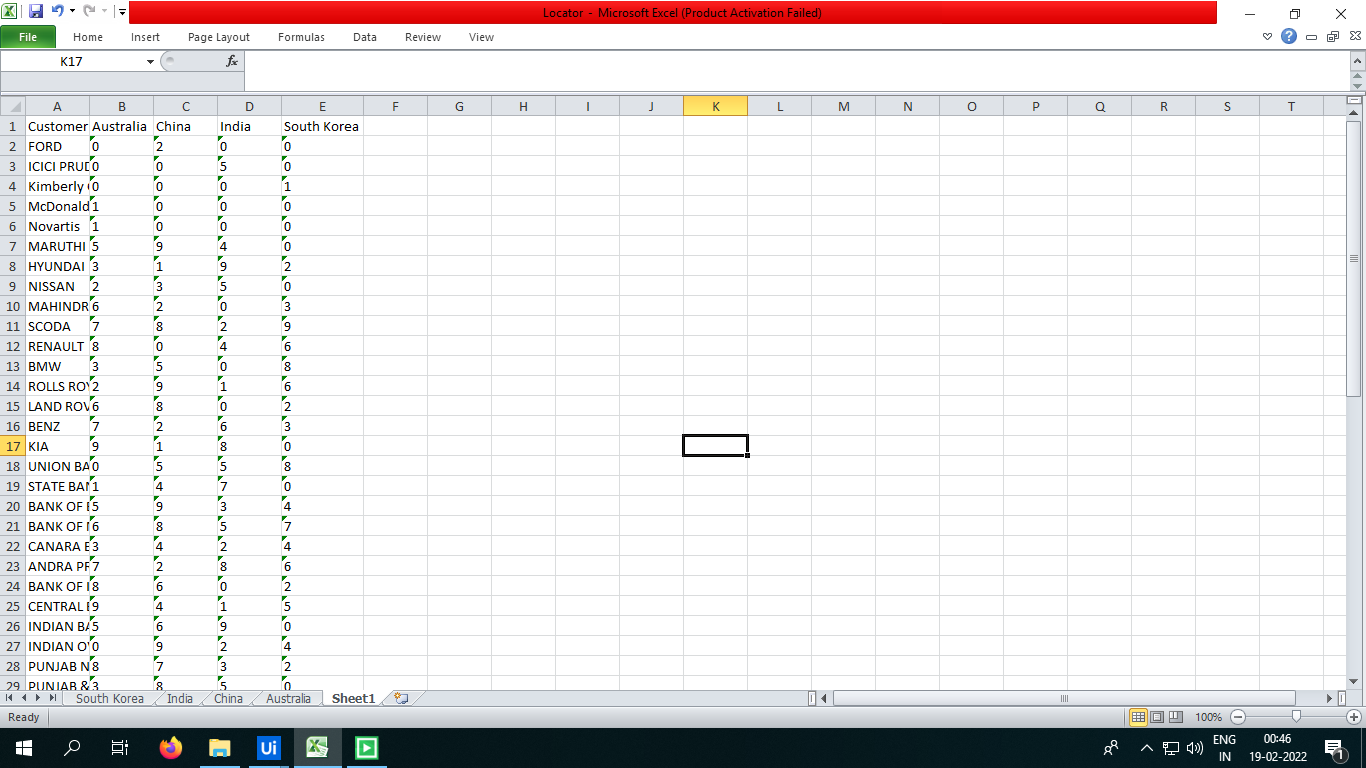 Locator - Microsoft Excel (Product Activation Failed)
File Home Insert Page Layout Formulas Data Review View
K17 fx
A B C D E F G H I J K L M N O P Q R S T
1 Customer Australia China India South Korea
2 FORD 0 2 0 0
3 ICICI PRUD 0 0 5 0
4 Kimberly 0 0 0 1
5 McDonald 1 0 0 0
6 Novartis 1 0 0 0
7 MARUTHI 5 9 4 0
8 HYUNDAI 3 1 9 2
9 NISSAN 2 3 5 0
10 MAHINDR 6 2 0 3
11 SCODA 7 8 2 9
12 RENAULT 8 0 4 6
13 BMW 3 5 0 8
14 ROLLS ROY 2 9 1 6
15 LAND ROV 6 8 0 2
16 BENZ 7 2 6 3
17 KIA 9 1 8 0
18 UNION BA 0 5 5 8
19 STATE BAN 1 4 7 0
20 BANK OF 5 9 3 4
21 BANK OF 6 8 5 7
22 CANARA 3 4 2 4
23 ANDRA PR 7 2 8 6
24 BANK OF 8 6 0 2
25 CENTRAL 9 4 1 5
26 INDIAN BA 5 6 9 0
27 INDIAN OV 0 9 2 4
28 PUNJAB N 8 7 3 2
29 PUNJAB & 3 8 5 0
South Korea India China Australia Sheet1
Ready 100%
Ui ENG 00:46
IN 19-02-2022 1